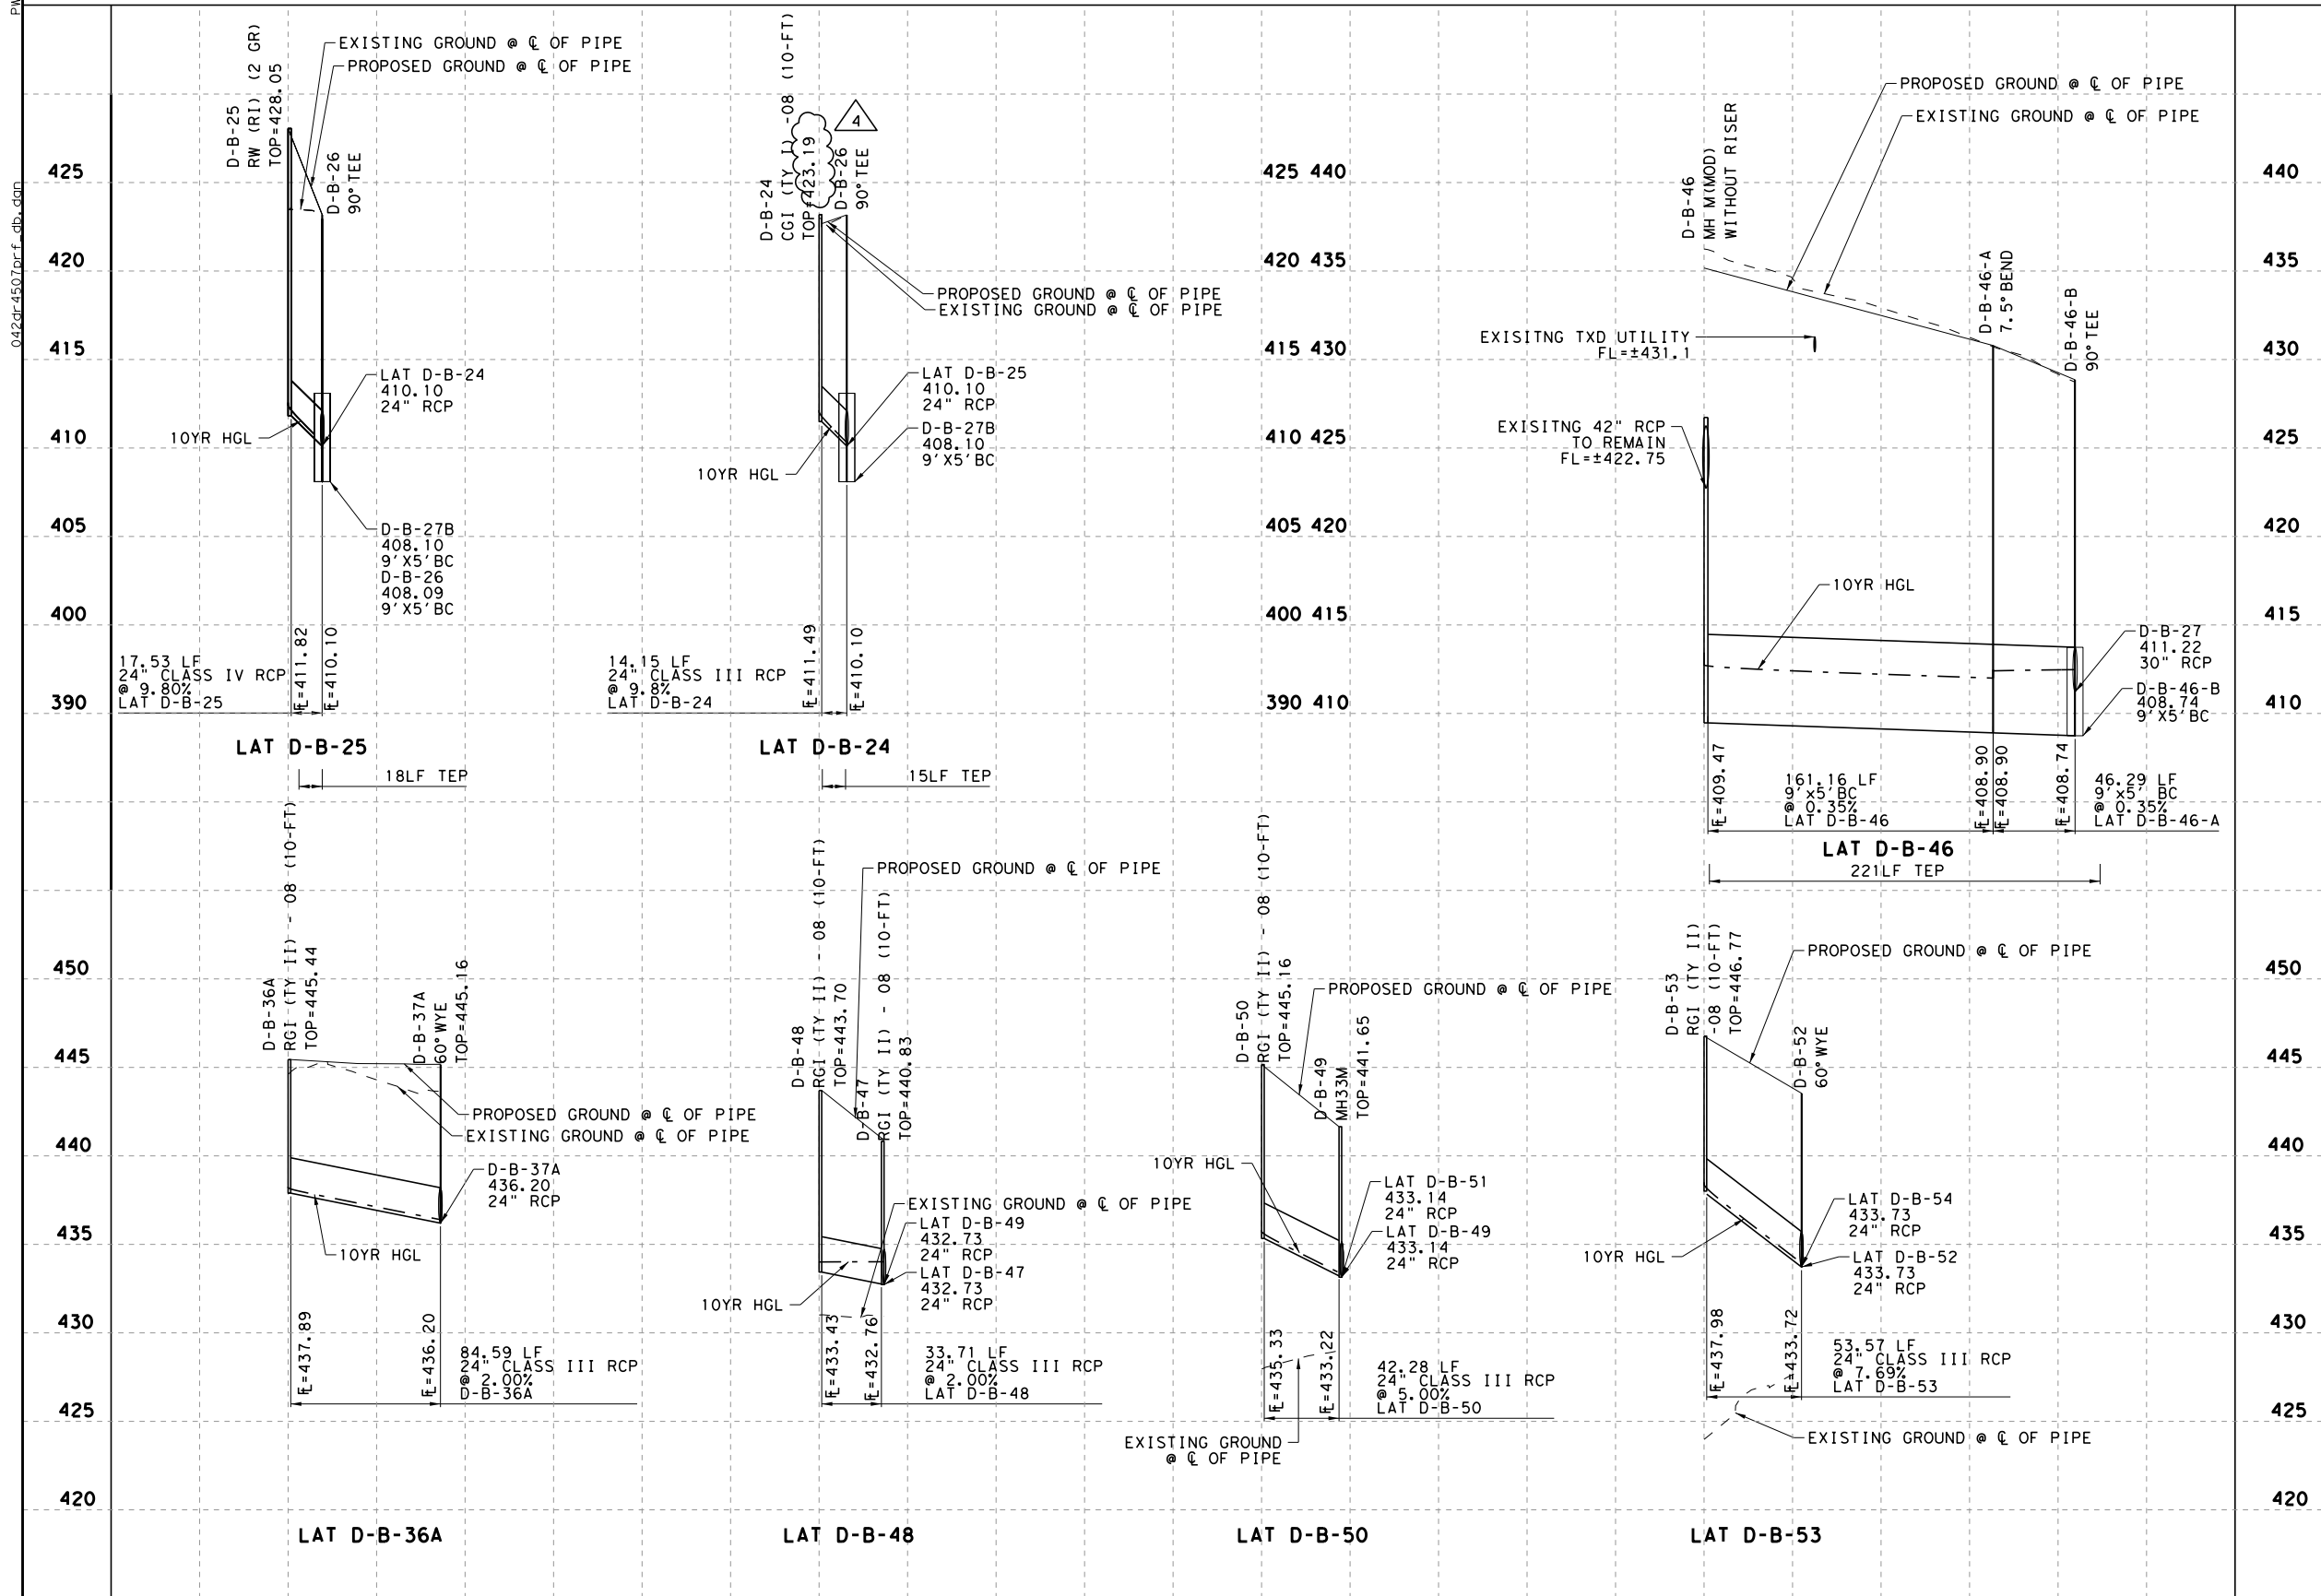 PW
042dr4507prf_db.dgn
425
420
415
410
405
400
390
D-B-25
RW (RI) (2 GR)
TOP=428.05
EXISTING GROUND @ ℄ OF PIPE
PROPOSED GROUND @ ℄ OF PIPE
D-B-26
90°TEE
LAT D-B-24
410.10
24" RCP
10YR HGL
D-B-27B
408.10
9'X5'BC
D-B-26
408.09
9'X5'BC
FL=411.82
FL=410.10
17.53 LF
24" CLASS IV RCP
@ 9.80%
LAT D-B-25
LAT D-B-25
18LF TEP
D-B-24
CGI (TY I) -08 (10-FT)
TOP=423.19
4
D-B-26
90°TEE
PROPOSED GROUND @ ℄ OF PIPE
EXISTING GROUND @ ℄ OF PIPE
LAT D-B-25
410.10
24" RCP
D-B-27B
408.10
9'X5'BC
10YR HGL
FL=411.49
FL=410.10
14.15 LF
24" CLASS III RCP
@ 9.8%
LAT D-B-24
LAT D-B-24
15LF TEP
425 440
420 435
415 430
410 425
405 420
400 415
390 410
D-B-46
MH (MOD)
WITHOUT RISER
PROPOSED GROUND @ ℄ OF PIPE
EXISTING GROUND @ ℄ OF PIPE
D-B-46-A
7.5°BEND
D-B-46-B
90°TEE
EXISITNG TXD UTILITY
FL=±431.1
EXISITNG 42" RCP
TO REMAIN
FL=±422.75
10YR HGL
D-B-27
411.22
30" RCP
D-B-46-B
408.74
9'X5'BC
FL=409.47
161.16 LF
9'x5' BC
@ 0.35%
LAT D-B-46
FL=408.90
FL=408.90
FL=408.74
46.29 LF
9'x5' BC
@ 0.35%
LAT D-B-46-A
LAT D-B-46
221LF TEP
440
435
430
425
420
415
410
450
445
440
435
430
425
420
D-B-36A
RGI (TY II) - 08 (10-FT)
TOP=445.44
D-B-37A
60°WYE
TOP=445.16
PROPOSED GROUND @ ℄ OF PIPE
EXISTING GROUND @ ℄ OF PIPE
D-B-37A
436.20
24" RCP
10YR HGL
FL=437.89
FL=436.20
84.59 LF
24" CLASS III RCP
@ 2.00%
D-B-36A
LAT D-B-36A
D-B-48
RGI (TY II) - 08 (10-FT)
TOP=443.70
D-B-47
RGI (TY II) - 08 (10-FT)
TOP=440.83
PROPOSED GROUND @ ℄ OF PIPE
EXISTING GROUND @ ℄ OF PIPE
LAT D-B-49
432.73
24" RCP
LAT D-B-47
432.73
24" RCP
10YR HGL
FL=433.43
FL=432.76
33.71 LF
24" CLASS III RCP
@ 2.00%
LAT D-B-48
LAT D-B-48
D-B-50
RGI (TY II) - 08 (10-FT)
TOP=445.16
D-B-49
MH33M
TOP=441.65
PROPOSED GROUND @ ℄ OF PIPE
10YR HGL
LAT D-B-51
433.14
24" RCP
LAT D-B-49
433.14
24" RCP
FL=435.33
FL=433.22
42.28 LF
24" CLASS III RCP
@ 5.00%
LAT D-B-50
EXISTING GROUND
@ ℄ OF PIPE
LAT D-B-50
D-B-53
RGI (TY II)
-08 (10-FT)
TOP=446.77
PROPOSED GROUND @ ℄ OF PIPE
D-B-52
60°WYE
LAT D-B-54
433.73
24" RCP
LAT D-B-52
433.73
24" RCP
10YR HGL
FL=437.98
FL=433.72
53.57 LF
24" CLASS III RCP
@ 7.69%
LAT D-B-53
EXISTING GROUND @ ℄ OF PIPE
LAT D-B-53
450
445
440
435
430
425
420